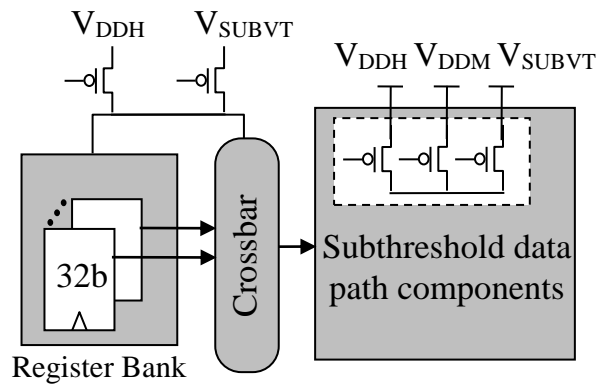 VDDH VSUBVT
VDDH VDDM VSUBVT
32b
Crossbar
Subthreshold data
path components
Register Bank